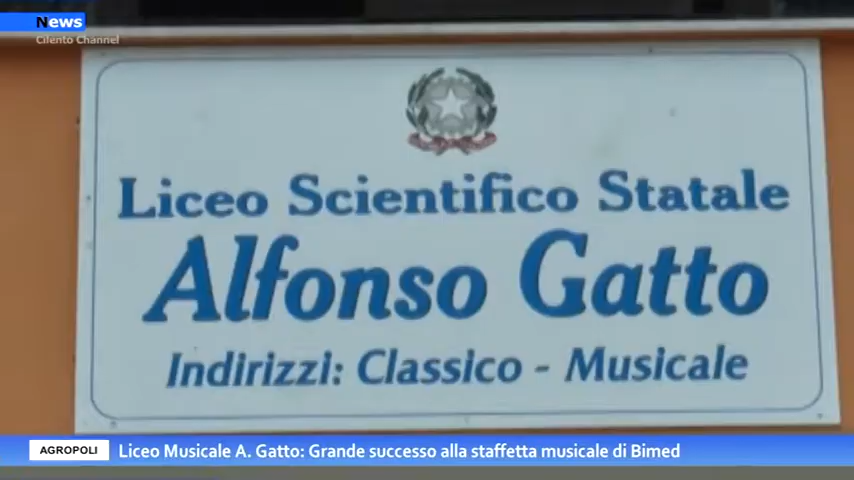 News
Cilento Channel
Liceo Scientifico Statale
Alfonso Gatto
Indirizzi: Classico - Musicale
AGROPOLI Liceo Musicale A. Gatto: Grande successo alla staffetta musicale di Bimed